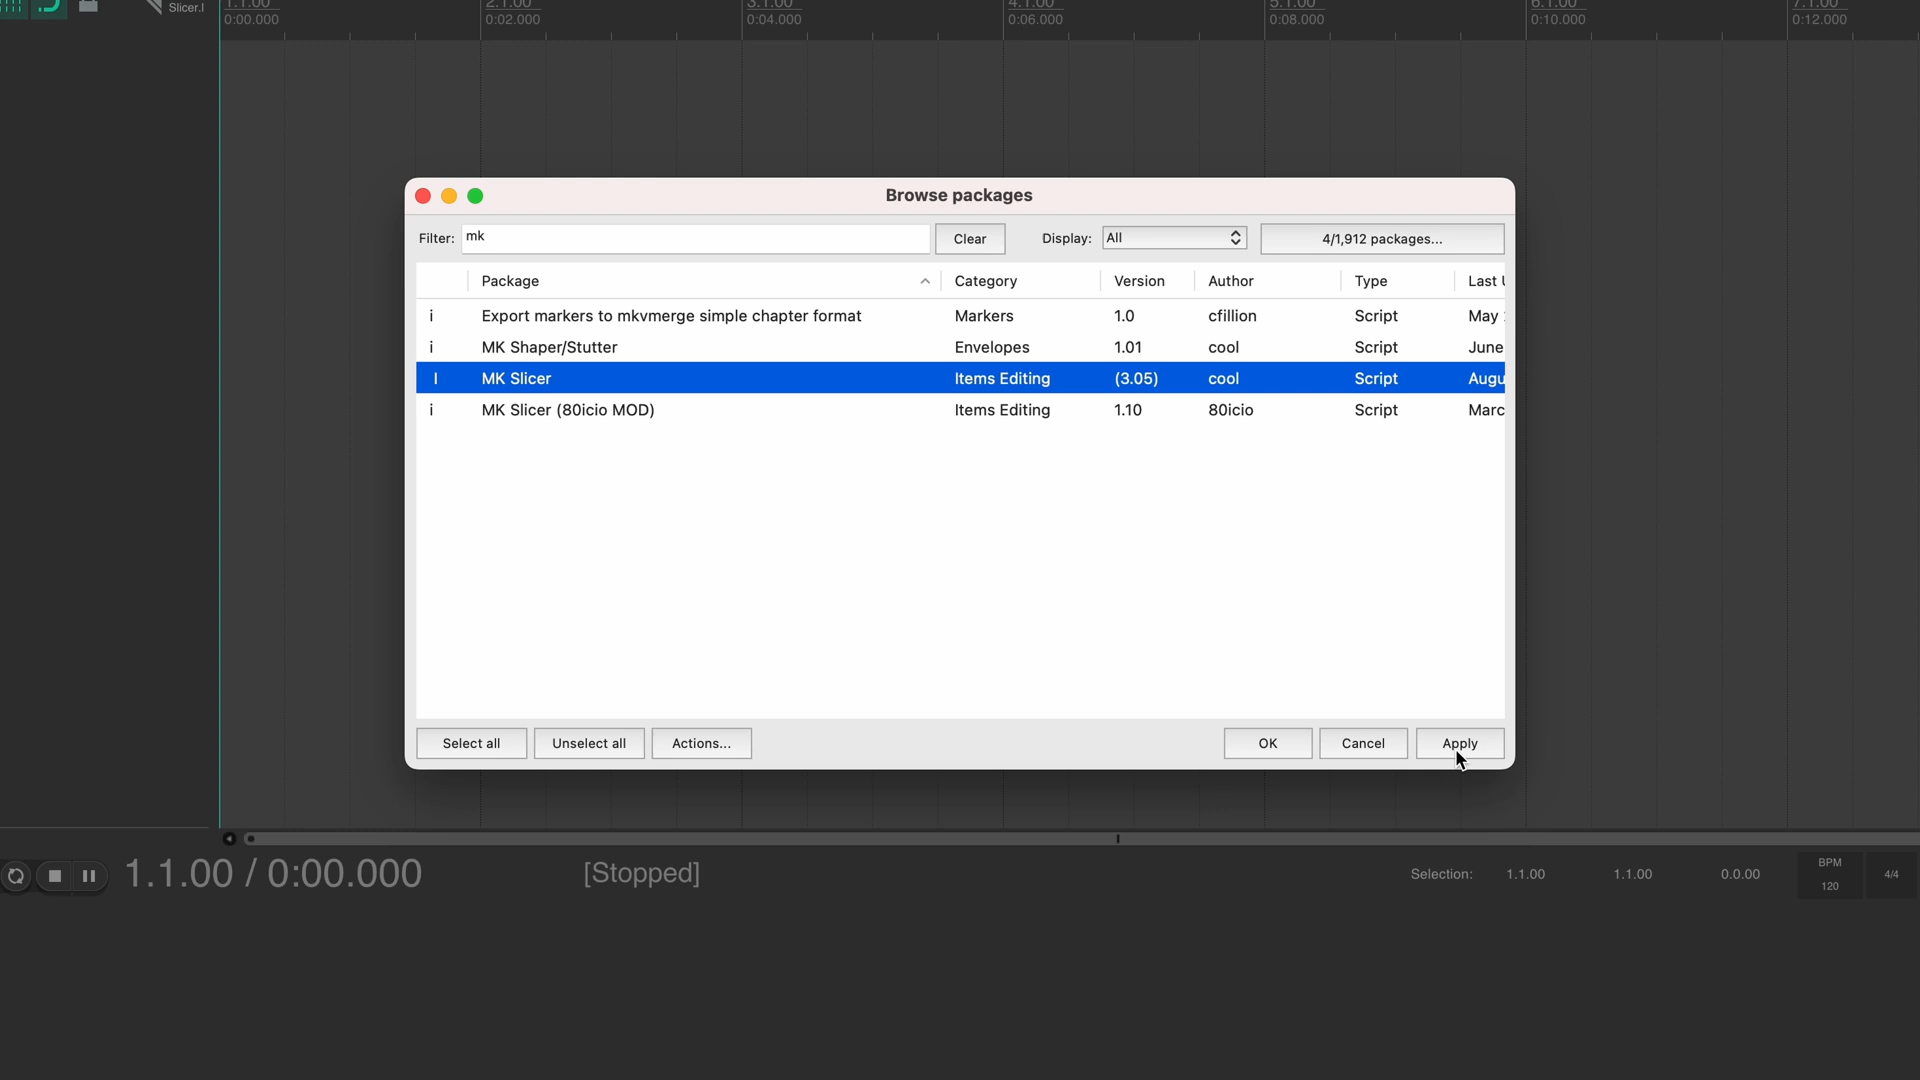 Slicer.l
1.1.00 2.1.00 3.1.00 4.1.00 5.1.00 6.1.00 7.1.00
0:00.000 0:02.000 0:04.000 0:06.000 0:08.000 0:10.000 0:12.000
Browse packages
Filter: mk Clear Display: All 4/1,912 packages...
Package Category Version Author Type Last
i Export markers to mkvmerge simple chapter format Markers 1.0 cfillion Script May
i MK Shaper/Stutter Envelopes 1.01 cool Script June
I MK Slicer Items Editing (3.05) cool Script Augu
i MK Slicer (80icio MOD) Items Editing 1.10 80icio Script Marc
Select all Unselect all Actions... OK Cancel Apply
1.1.00 / 0:00.000 [Stopped] Selection: 1.1.00 1.1.00 0.0.00
BPM
120
4/4